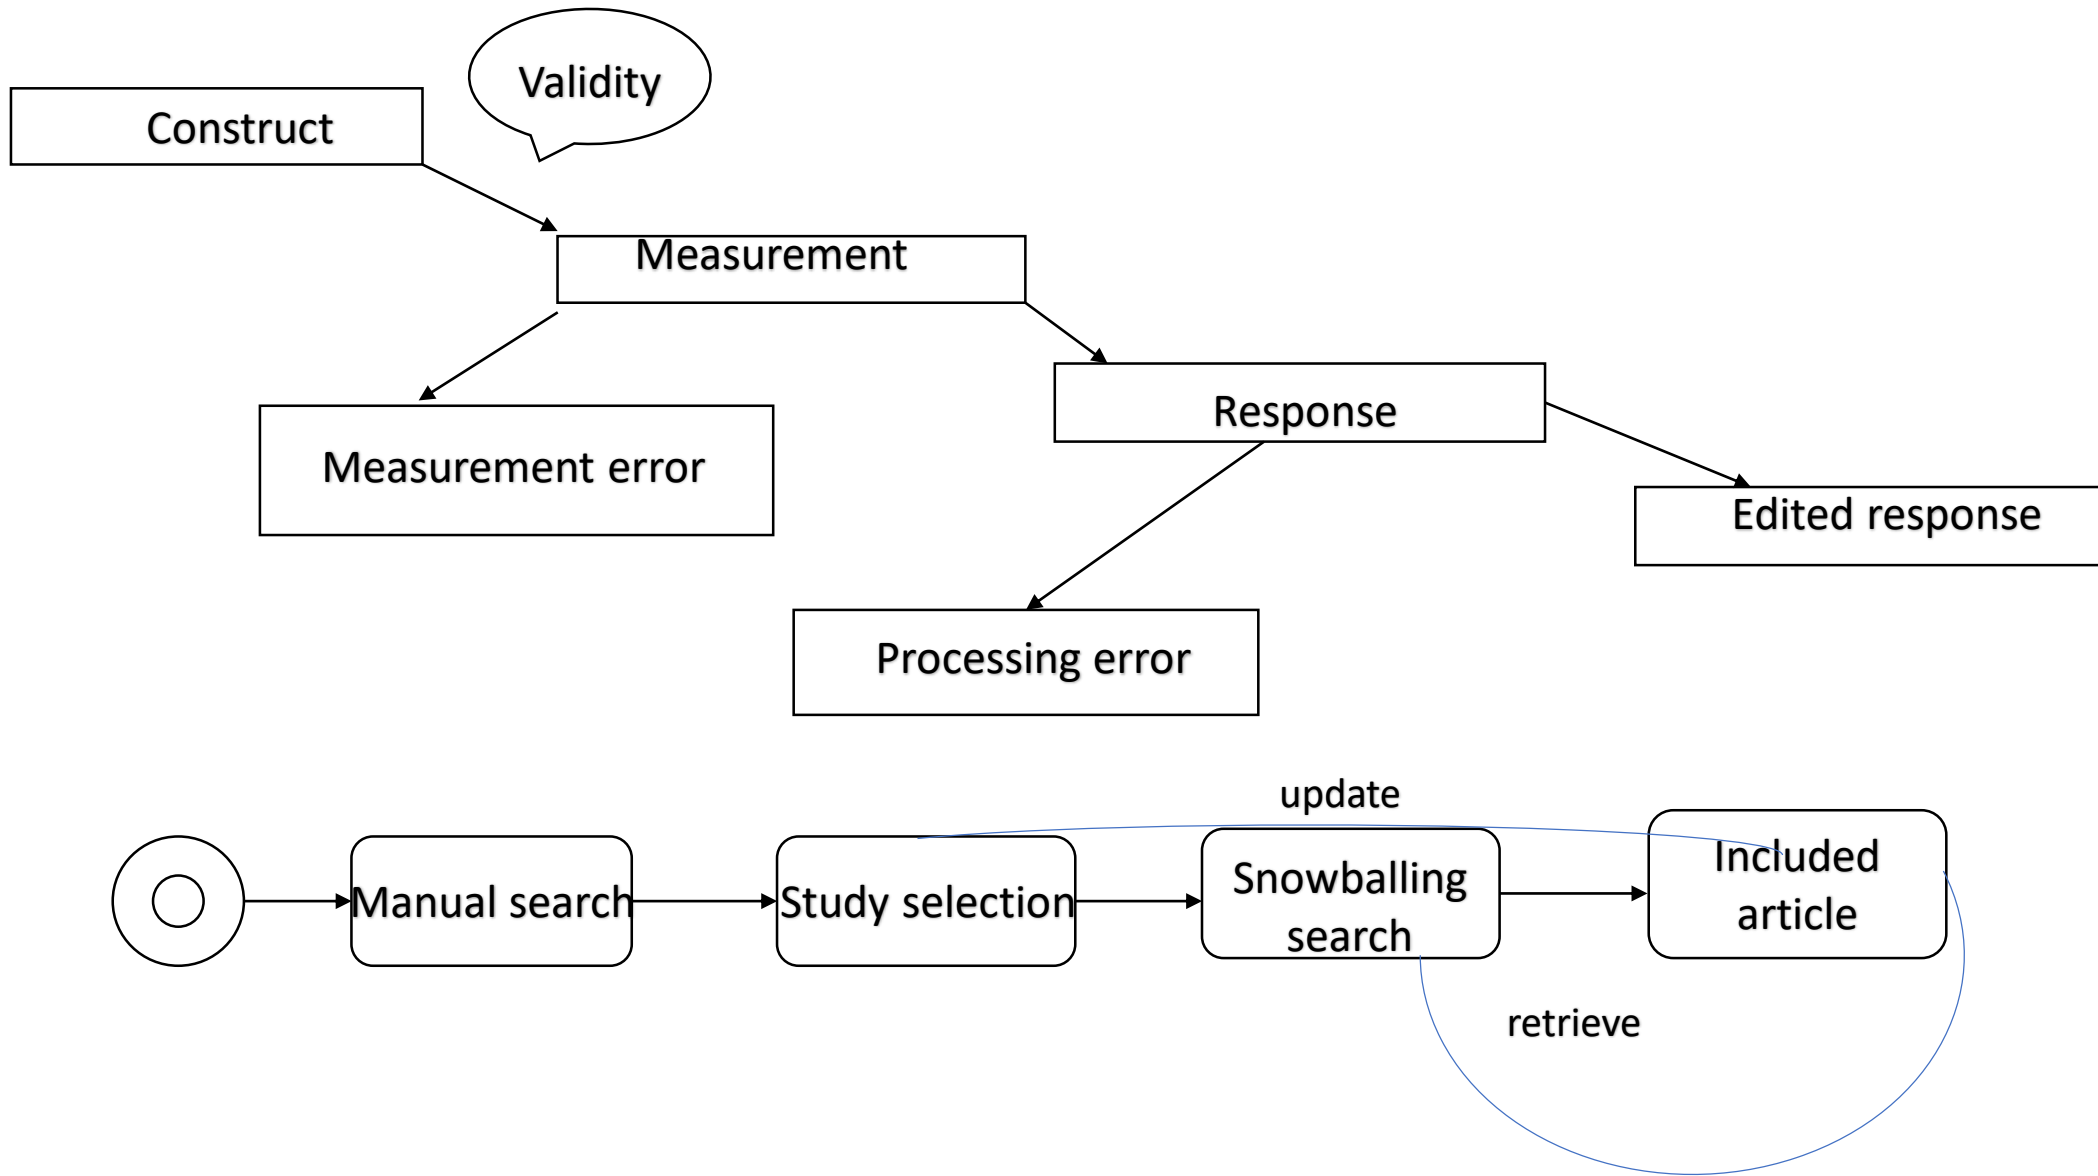 Validity
Construct
Measurement
Response
Measurement error
Edited response
Processing error
update
Manual search
Study selection
Snowballing
search
Included
article
retrieve